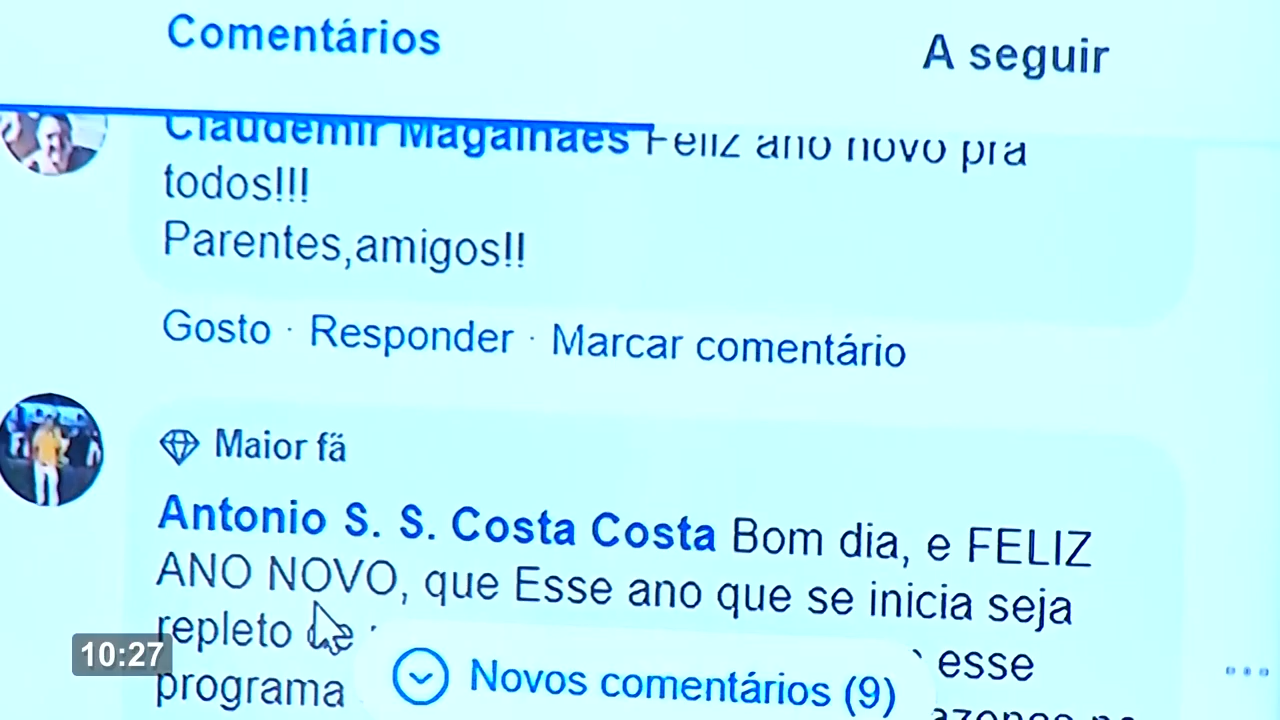 Comentários
A seguir
Claudemir Magalhães Feliz ano novo pra
todos!!!
Parentes,amigos!!
Gosto · Responder · Marcar comentário
Maior fã
Antonio S. S. Costa Costa Bom dia, e FELIZ
ANO NOVO, que Esse ano que se inicia seja
repleto de
esse
programa
Novos comentários (9)
10:27